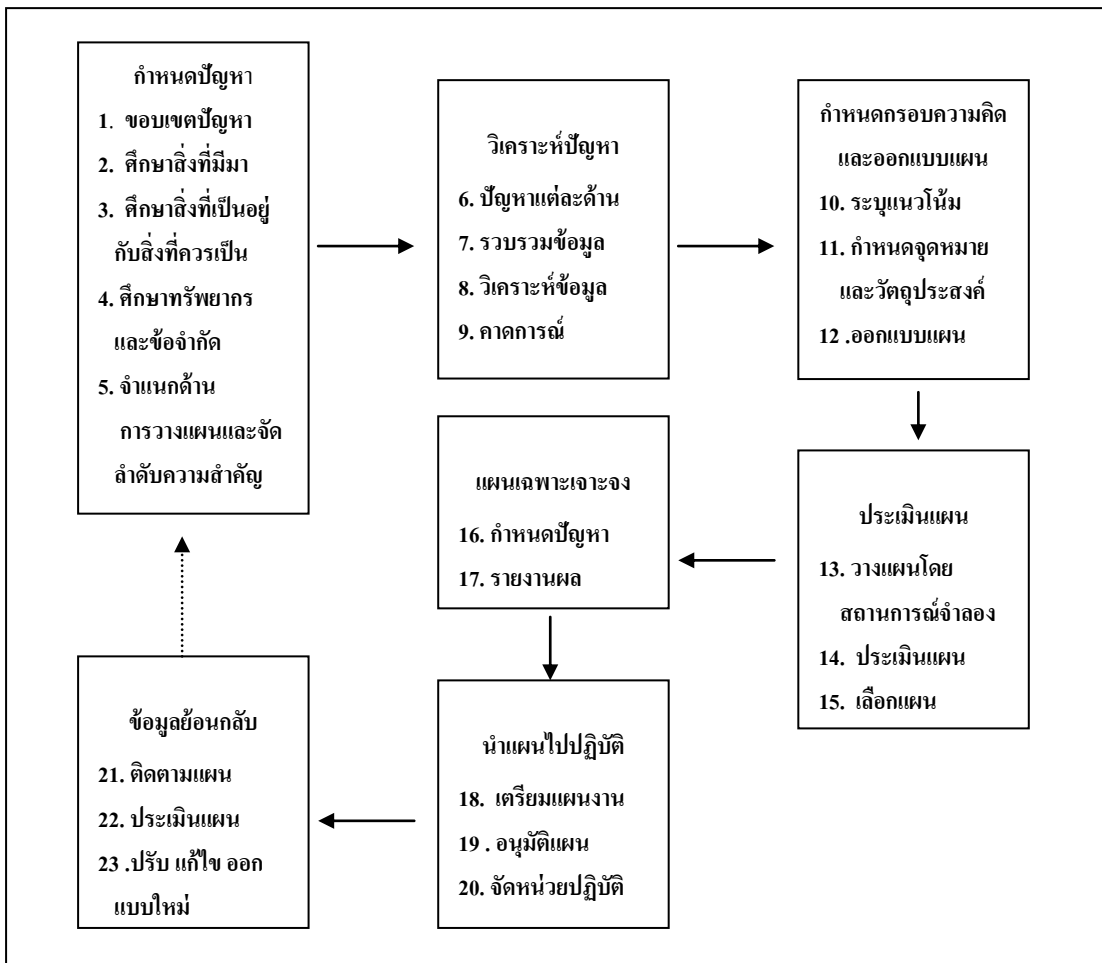 กำหนดปัญหา
1. ขอบเขตปัญหา
2. ศึกษาสิ่งที่มีมา
3. ศึกษาสิ่งที่เป็นอยู่
กับสิ่งที่ควรเป็น
4. ศึกษาทรัพยากร
และข้อจำกัด
5. จำแนกด้าน
การวางแผนและจัด
ลำดับความสำคัญ
วิเคราะห์ปัญหา
6. ปัญหาแต่ละด้าน
7. รวบรวมข้อมูล
8. วิเคราะห์ข้อมูล
9. คาดการณ์
กำหนดกรอบความคิด
และออกแบบแผน
10. ระบุแนวโน้ม
11. กำหนดจุดหมาย
และวัตถุประสงค์
12 .ออกแบบแผน
ประเมินแผน
13. วางแผนโดย
สถานการณ์จำลอง
14. ประเมินแผน
15. เลือกแผน
แผนเฉพาะเจาะจง
16. กำหนดปัญหา
17. รายงานผล
นำแผนไปปฏิบัติ
18. เตรียมแผนงาน
19 . อนุมัติแผน
20. จัดหน่วยปฏิบัติ
ข้อมูลย้อนกลับ
21. ติดตามแผน
22. ประเมินแผน
23 .ปรับ แก้ไข ออก
แบบใหม่